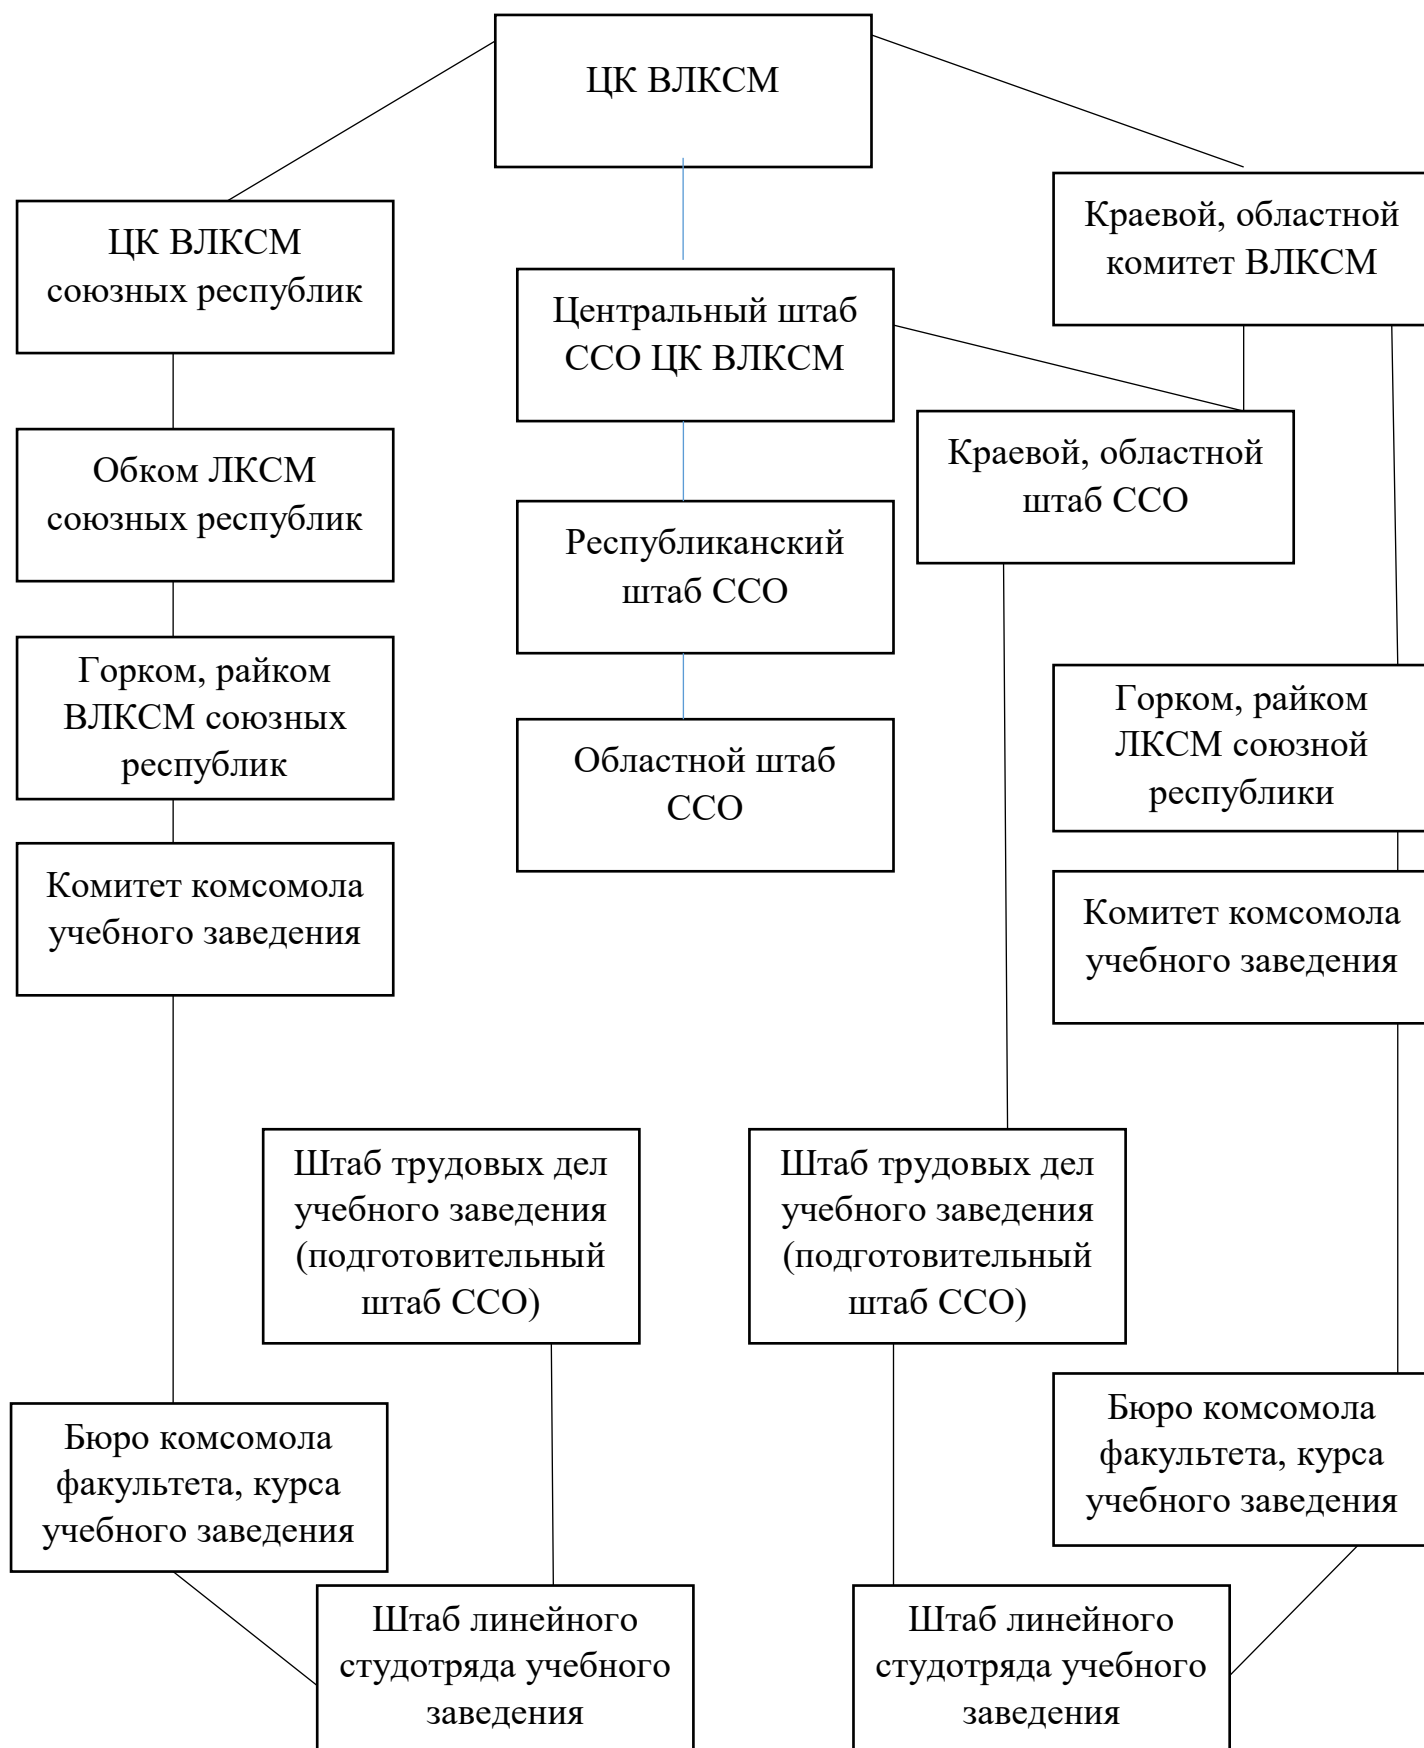 ЦК ВЛКСМ
ЦК ВЛКСМ
союзных республик
Краевой, областной
комитет ВЛКСМ
Центральный штаб
ССО ЦК ВЛКСМ
Обком ЛКСМ
союзных республик
Краевой, областной
штаб ССО
Республиканский
штаб ССО
Горком, райком
ВЛКСМ союзных
республик
Горком, райком
ЛКСМ союзной
республики
Областной штаб
ССО
Комитет комсомола
учебного заведения
Комитет комсомола
учебного заведения
Штаб трудовых дел
учебного заведения
(подготовительный
штаб ССО)
Штаб трудовых дел
учебного заведения
(подготовительный
штаб ССО)
Бюро комсомола
факультета, курса
учебного заведения
Бюро комсомола
факультета, курса
учебного заведения
Штаб линейного
студотряда учебного
заведения
Штаб линейного
студотряда учебного
заведения